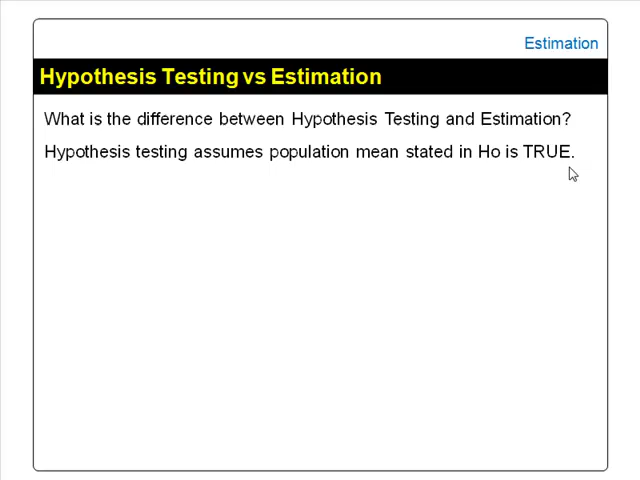 Estimation
Hypothesis Testing vs Estimation
What is the difference between Hypothesis Testing and Estimation?
Hypothesis testing assumes population mean stated in Ho is TRUE.